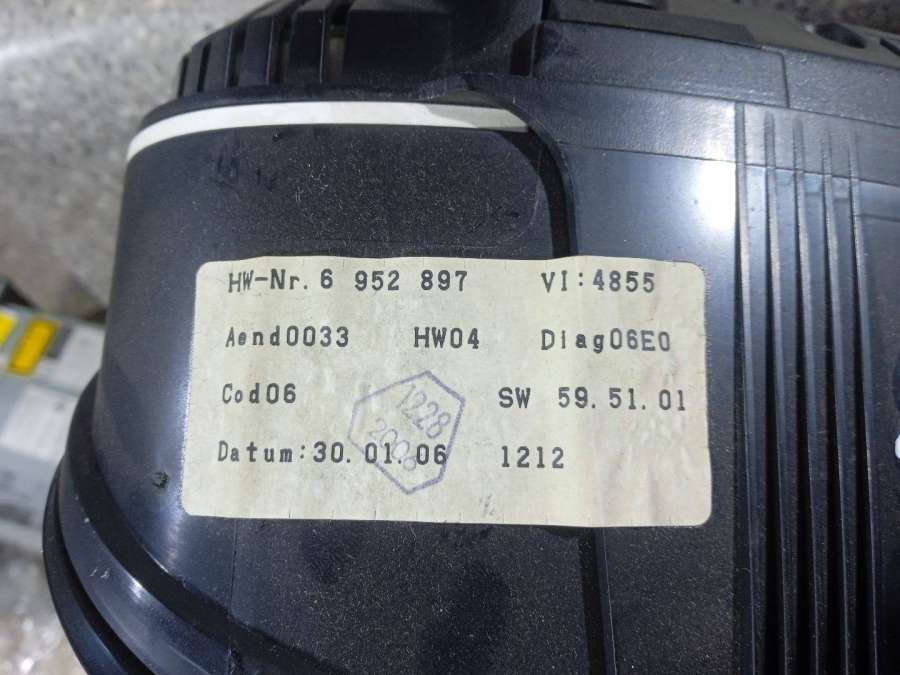 HW-Nr. 6 952 897 VI:4855
Aend0033 HW04 Diag06E0
Cod06 SW 59.51.01
1228
2006
Datum:30.01.06 1212